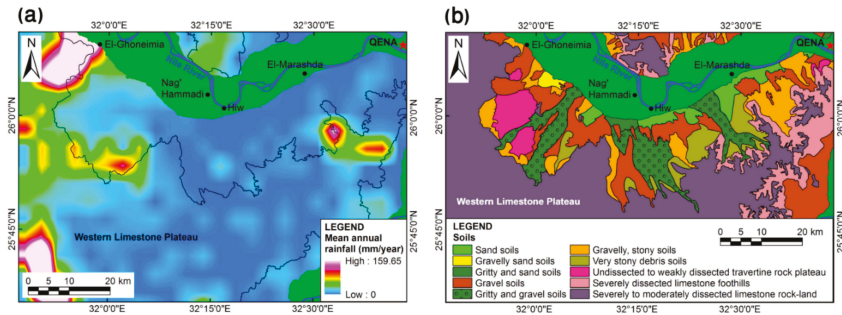 (a)
32°0'0"E
32°15'0"E
32°30'0"E
N
El-Ghoneimia
QENA
Nile River
El-Marashda
Nag'
Hammadi
Hiw
26°0'0"N
25°45'0"N
Western Limestone Plateau
LEGEND
Mean annual
rainfall (mm/year)
High : 159.65
Low : 0
0 5 10 20 km
32°0'0"E
32°15'0"E
32°30'0"E
(b)
32°0'0"E
32°15'0"E
32°30'0"E
N
El-Ghoneimia
QENA
Nile River
El-Marashda
Nag'
Hammadi
Hiw
26°0'0"N
25°45'0"N
Western Limestone Plateau
0 5 10 20 km
LEGEND
Soils
Sand soils
Gravelly sand soils
Gritty and sand soils
Gravel soils
Gritty and gravel soils
Gravelly, stony soils
Very stony debris soils
Undissected to weakly dissected travertine rock plateau
Severely dissected limestone foothills
Severely to moderately dissected limestone rock-land
32°0'0"E
32°15'0"E
32°30'0"E